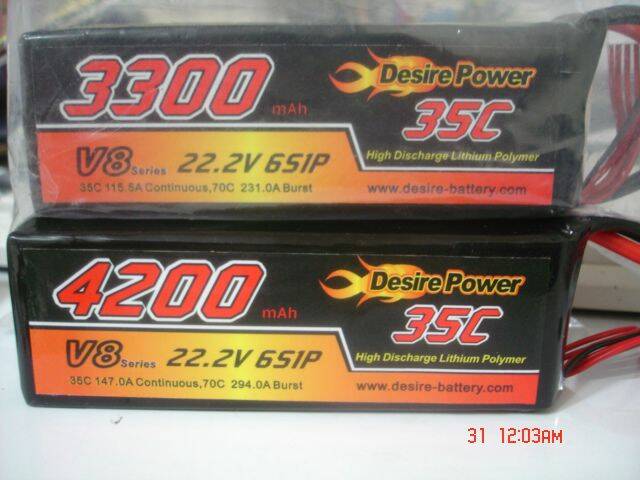 3300 mAh
Desire Power
35C
V8 Series 22.2V 6S1P
High Discharge Lithium Polymer
35C 115.5A Continuous,70C 231.0A Burst
www.desire-battery.com
4200 mAh
Desire Power
35C
V8 Series 22.2V 6S1P
High Discharge Lithium Polymer
35C 147.0A Continuous,70C 294.0A Burst
www.desire-battery.com
31 12:03AM